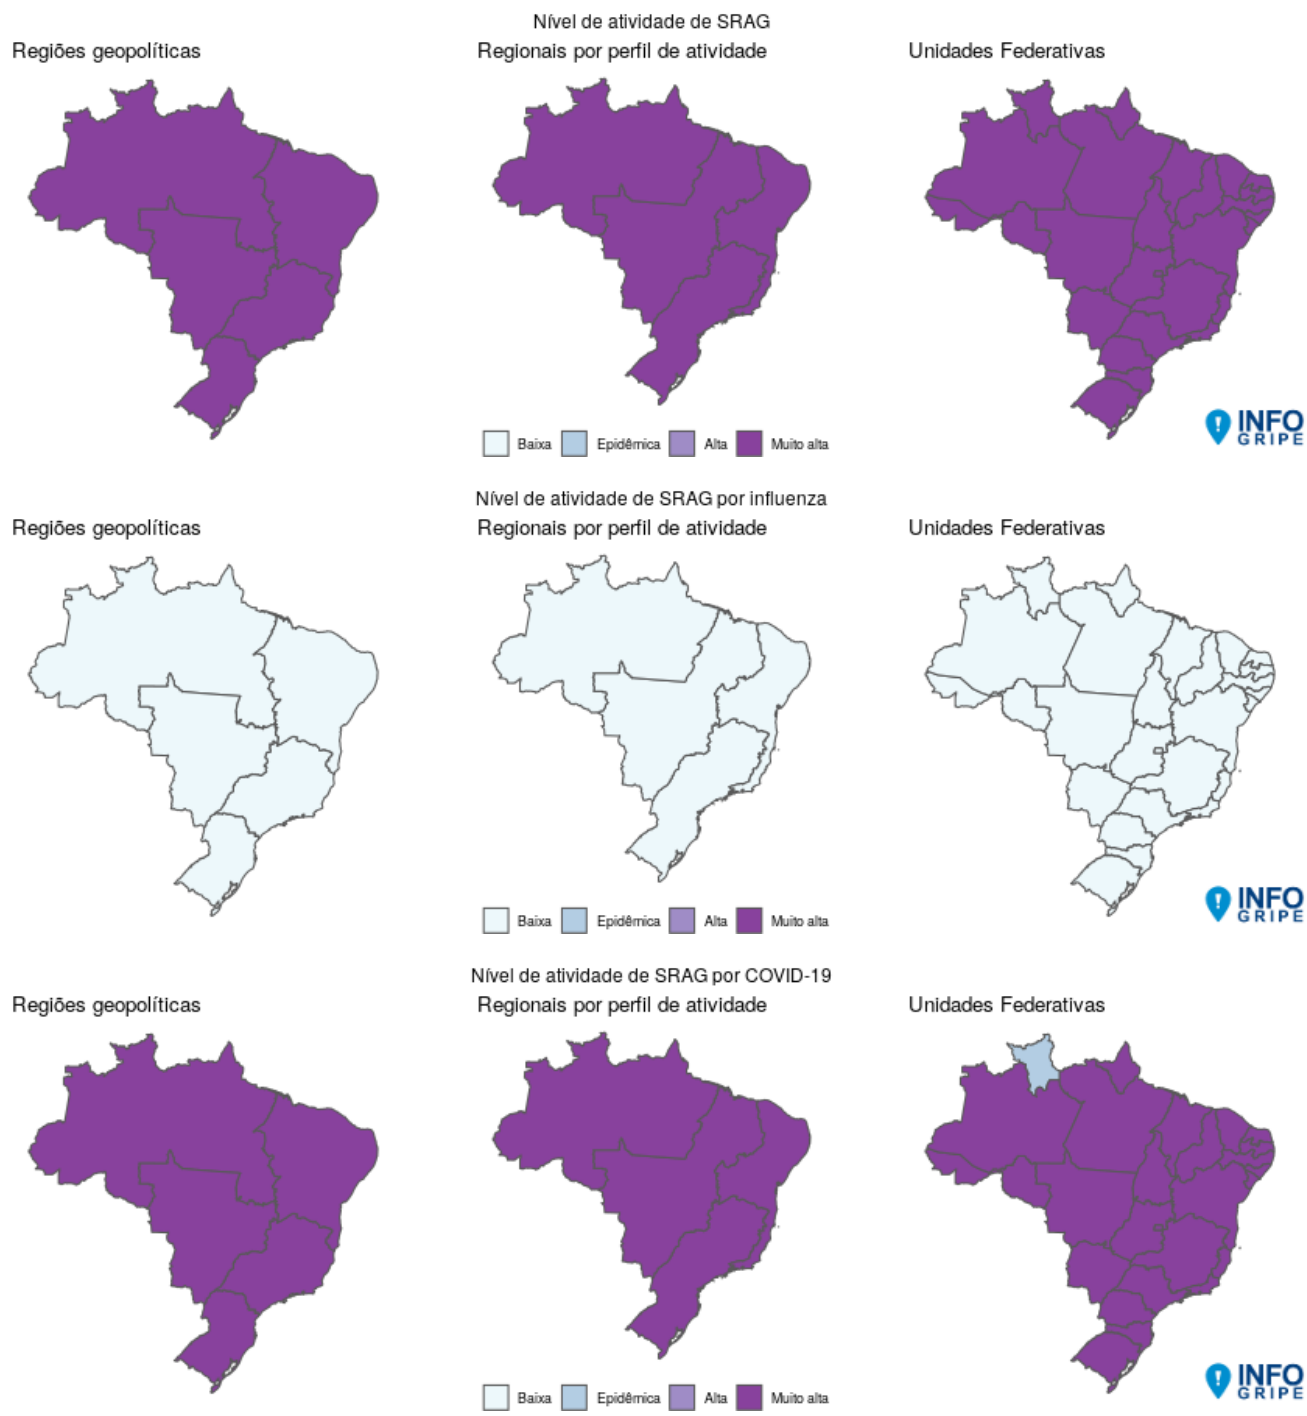 Nível de atividade de SRAG
Regiões geopolíticas
Regionais por perfil de atividade
Unidades Federativas
Baixa
Epidêmica
Alta
Muito alta
INFO
GRIPE
Nível de atividade de SRAG por influenza
Regiões geopolíticas
Regionais por perfil de atividade
Unidades Federativas
Baixa
Epidêmica
Alta
Muito alta
INFO
GRIPE
Nível de atividade de SRAG por COVID-19
Regiões geopolíticas
Regionais por perfil de atividade
Unidades Federativas
Baixa
Epidêmica
Alta
Muito alta
INFO
GRIPE